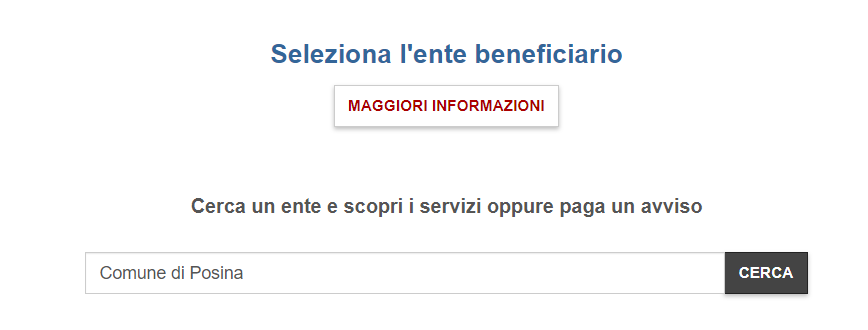 Seleziona l'ente beneficiario
MAGGIORI INFORMAZIONI
Cerca un ente e scopri i servizi oppure paga un avviso
Comune di Posina
CERCA